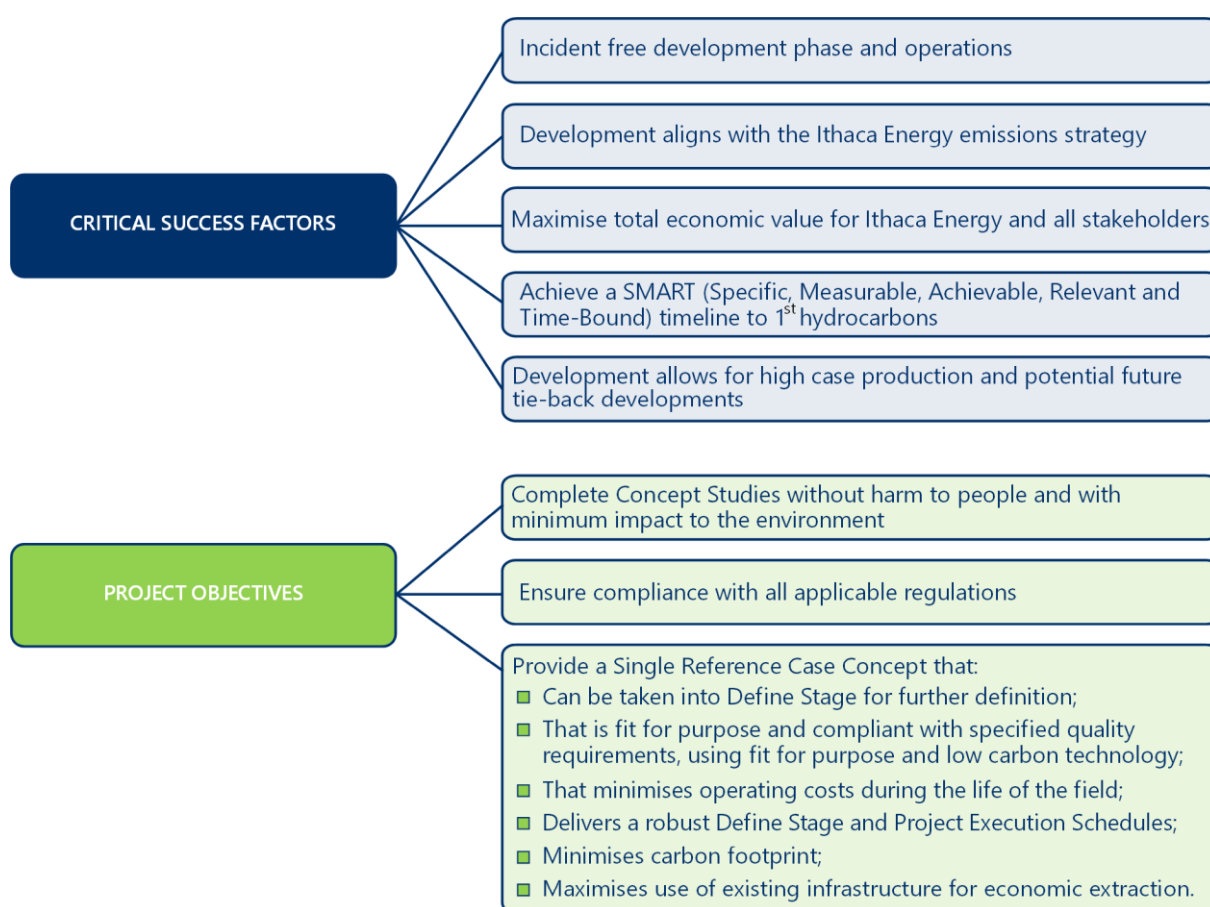 CRITICAL SUCCESS FACTORS
Incident free development phase and operations
Development aligns with the Ithaca Energy emissions strategy
Maximise total economic value for Ithaca Energy and all stakeholders
Achieve a SMART (Specific, Measurable, Achievable, Relevant and
Time-Bound) timeline to 1st hydrocarbons
Development allows for high case production and potential future
tie-back developments
PROJECT OBJECTIVES
Complete Concept Studies without harm to people and with
minimum impact to the environment
Ensure compliance with all applicable regulations
Provide a Single Reference Case Concept that:
Can be taken into Define Stage for further definition;
That is fit for purpose and compliant with specified quality
requirements, using fit for purpose and low carbon technology;
That minimises operating costs during the life of the field;
Delivers a robust Define Stage and Project Execution Schedules;
Minimises carbon footprint;
Maximises use of existing infrastructure for economic extraction.